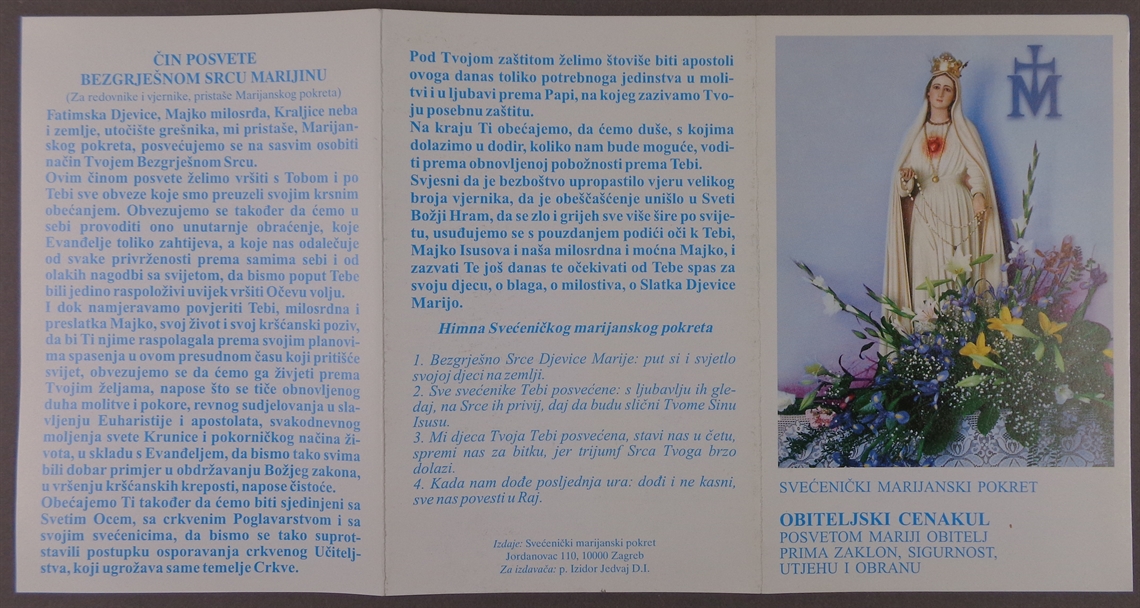 ČIN POSVETE
BEZGRJEŠNOM SRCU MARIJINU
(Za redovnike i vjernike, pristaše Marijanskog pokreta)
Fatimska Djevice, Majko milosrđa, Kraljice neba
i zemlje, utočište grešnika, mi pristaše, Marijan-
skog pokreta, posvećujemo se na sasvim osobiti
način Tvojem Bezgrješnom Srcu.
Ovim činom posvete želimo vršiti s Tobom i po
Tebi sve obveze koje smo preuzeli svojim krsnim
obećanjem. Obvezujemo se također da ćemo u
sebi provoditi ono unutarnje obraćenje, koje
Evanđelje toliko zahtijeva, a koje nas odalečuje
od svake privrženosti prema samima sebi i od
olakih nagodbi sa svijetom, da bismo poput Tebe
bili jedino raspoloživi uvijek vršiti Očevu volju.
I dok namjeravamo povjeriti Tebi, milosrdna i
preslatka Majko, svoj život i svoj kršćanski poziv,
da bi Ti njime raspolagala prema svojim planovi-
ma spasenja u ovom presudnom času koji pritišće
svijet, obvezujemo se da ćemo ga živjeti prema
Tvojim željama, napose što se tiče obnovljenog
duha molitve i pokore, revnog sudjelovanja u sla-
vljenju Euharistije i apostolata, svakodnevnog
moljenja svete Krunice i pokorničkog načina ži-
vota, u skladu s Evanđeljem, da bismo tako svima
bili dobar primjer u obdržavanju Božjeg zakona,
u vršenju kršćanskih kreposti, napose čistoće.
Obećajemo Ti također da ćemo biti sjedinjeni sa
Svetim Ocem, sa crkvenim Poglavarstvom i sa
svojim svećenicima, da bismo se tako suprot-
stavili postupku osporavanja crkvenog Učitelj-
stva, koji ugrožava same temelje Crkve.
Pod Tvojom zaštitom želimo štoviše biti apostoli
ovoga danas toliko potrebnoga jedinstva u moli-
tvi i u ljubavi prema Papi, na kojeg zazivamo Tvo-
ju posebnu zaštitu.
Na kraju Ti obećajemo, da ćemo duše, s kojima
dolazimo u dodir, koliko nam bude moguće, vodi-
ti prema obnovljenoj pobožnosti prema Tebi.
Svjesni da je bezboštvo upropastilo vjeru velikog
broja vjernika, da je obeščašćenje unišlo u Sveti
Božji Hram, da se zlo i grijeh sve više šire po svije-
tu, usuđujemo se s pouzdanjem podići oči k Tebi,
Majko Isusova i naša milosrdna i moćna Majko, i
zazvati Te još danas te očekivati od Tebe spas za
svoju djecu, o blaga, o milostiva, o Slatka Djevice
Marijo.
Himna Svećeničkog marijanskog pokreta
1. Bezgrješno Srce Djevice Marije: put si i svjetlo
svojoj djeci na zemlji.
2. Sve svećenike Tebi posvećene: s ljubavlju ih gle-
daj, na Srce ih privij, daj da budu slični Tvome Sinu
Isusu.
3. Mi djeca Tvoja Tebi posvećena, stavi nas u četu,
spremi nas za bitku, jer trijumf Srca Tvoga brzo
dolazi.
4. Kada nam dođe posljednja ura: dođi i ne kasni,
sve nas povesti u Raj.
Izdaje: Svećenički marijanski pokret
Jordanovac 110, 10000 Zagreb
Za izdavača: p. Izidor Jedvaj D.I.
M
SVEĆENIČKI MARIJANSKI POKRET
OBITELJSKI CENAKUL
POSVETOM MARIJI OBITELJ
PRIMA ZAKLON, SIGURNOST,
UTJEHU I OBRANU